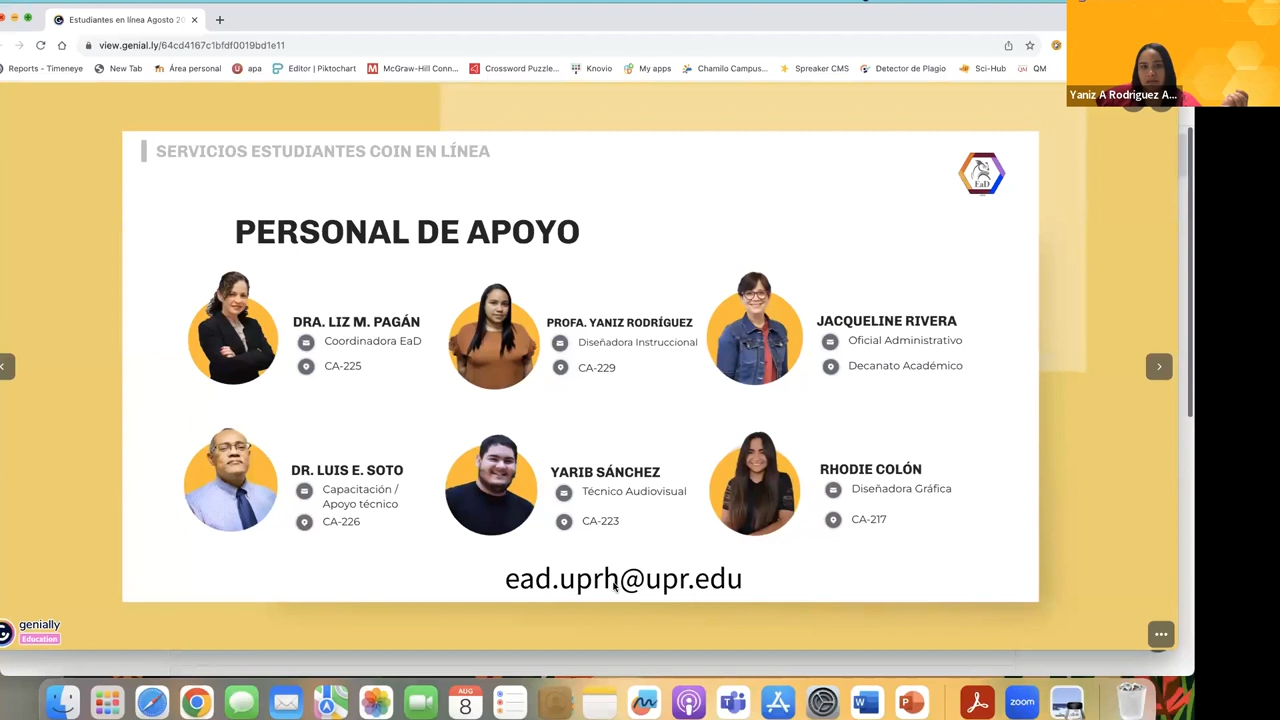 Estudiantes en línea Agosto 20
view.genial.ly/64cd4167c1bfdf0019bd1e11
Reports - Timeneye
New Tab
Área personal
apa
Editor | Piktochart
McGraw-Hill Conn...
Crossword Puzzle...
Knovio
My apps
Chamilo Campus...
Spreaker CMS
Detector de Plagio
Sci-Hub
QM
QM
Yaniz A Rodriguez A...
SERVICIOS ESTUDIANTES COIN EN LÍNEA
EaD
PERSONAL DE APOYO
DRA. LIZ M. PAGÁN
Coordinadora EaD
CA-225
PROFA. YANIZ RODRÍGUEZ
Diseñadora Instruccional
CA-229
JACQUELINE RIVERA
Oficial Administrativo
Decanato Académico
DR. LUIS E. SOTO
Capacitación /
Apoyo técnico
CA-226
YARIB SÁNCHEZ
Técnico Audiovisual
CA-223
RHODIE COLÓN
Diseñadora Gráfica
CA-217
ead.uprh@upr.edu
genially
Education
AUG
8
zoom